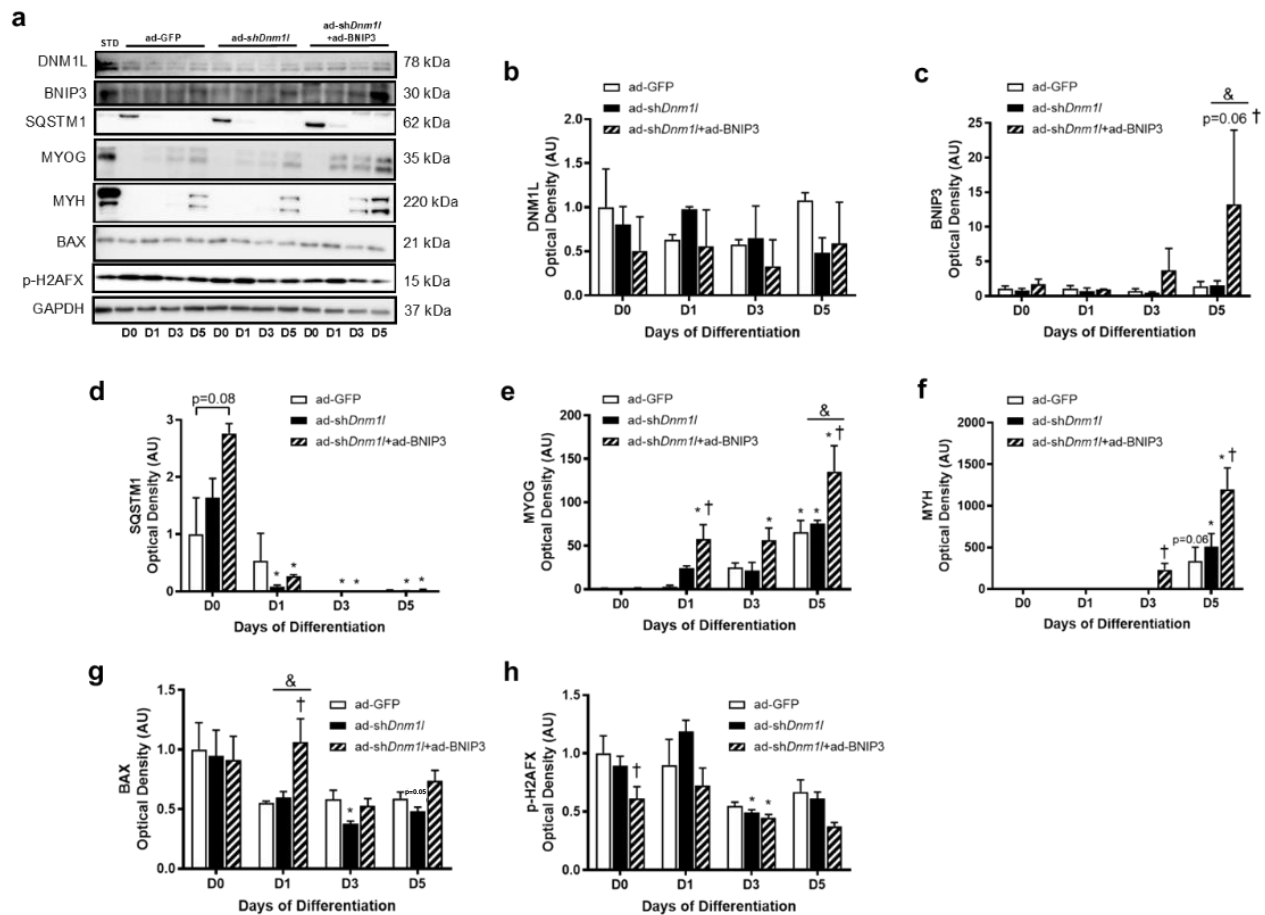 a
STD
ad-GFP
ad-shDnm1l
ad-shDnm1l
+ad-BNIP3
DNM1L
78 kDa
BNIP3
30 kDa
SQSTM1
62 kDa
MYOG
35 kDa
MYH
220 kDa
BAX
21 kDa
p-H2AFX
15 kDa
GAPDH
37 kDa
D0 D1 D3 D5 D0 D1 D3 D5 D0 D1 D3 D5
b
ad-GFP
ad-shDnm1l
ad-shDnm1l+ad-BNIP3
DNM1L
Optical Density (AU)
2.0
1.5
1.0
0.5
0.0
D0 D1 D3 D5
Days of Differentiation
c
ad-GFP
ad-shDnm1l
ad-shDnm1l+ad-BNIP3
&
p=0.06 †
BNIP3
Optical Density (AU)
25
20
15
10
5
0
D0 D1 D3 D5
Days of Differentiation
d
p=0.08
ad-GFP
ad-shDnm1l
ad-shDnm1l+ad-BNIP3
SQSTM1
Optical Density (AU)
3
2
1
0
* *
* *
* *
D0 D1 D3 D5
Days of Differentiation
e
ad-GFP
ad-shDnm1l
ad-shDnm1l+ad-BNIP3
&
MYOG
Optical Density (AU)
200
150
100
50
0
* †
*
* * * †
D0 D1 D3 D5
Days of Differentiation
f
ad-GFP
ad-shDnm1l
ad-shDnm1l+ad-BNIP3
MYH
Optical Density (AU)
2000
1500
1000
500
0
†
p=0.06
*
* †
D0 D1 D3 D5
Days of Differentiation
g
&
†
ad-GFP
ad-shDnm1l
ad-shDnm1l+ad-BNIP3
BAX
Optical Density (AU)
1.5
1.0
0.5
0.0
*
p=0.05
D0 D1 D3 D5
Days of Differentiation
h
ad-GFP
ad-shDnm1l
ad-shDnm1l+ad-BNIP3
p-H2AFX
Optical Density (AU)
1.5
1.0
0.5
0.0
†
* *
D0 D1 D3 D5
Days of Differentiation